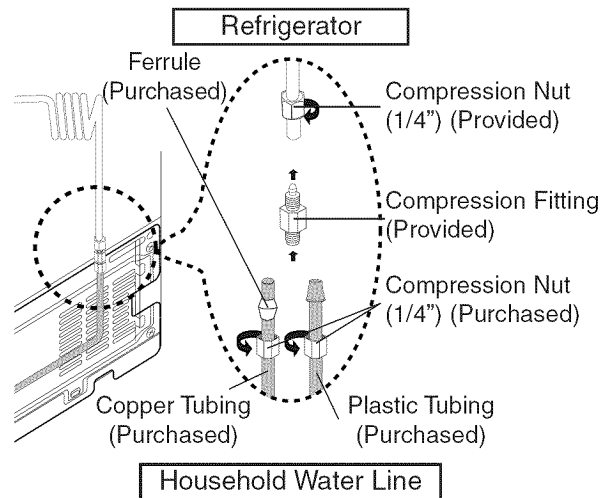 Refrigerator
Ferrule
(Purchased)
Compression Nut
(1/4”) (Provided)
Compression Fitting
(Provided)
Compression Nut
(1/4”) (Purchased)
Copper Tubing
(Purchased)
Plastic Tubing
(Purchased)
Household Water Line